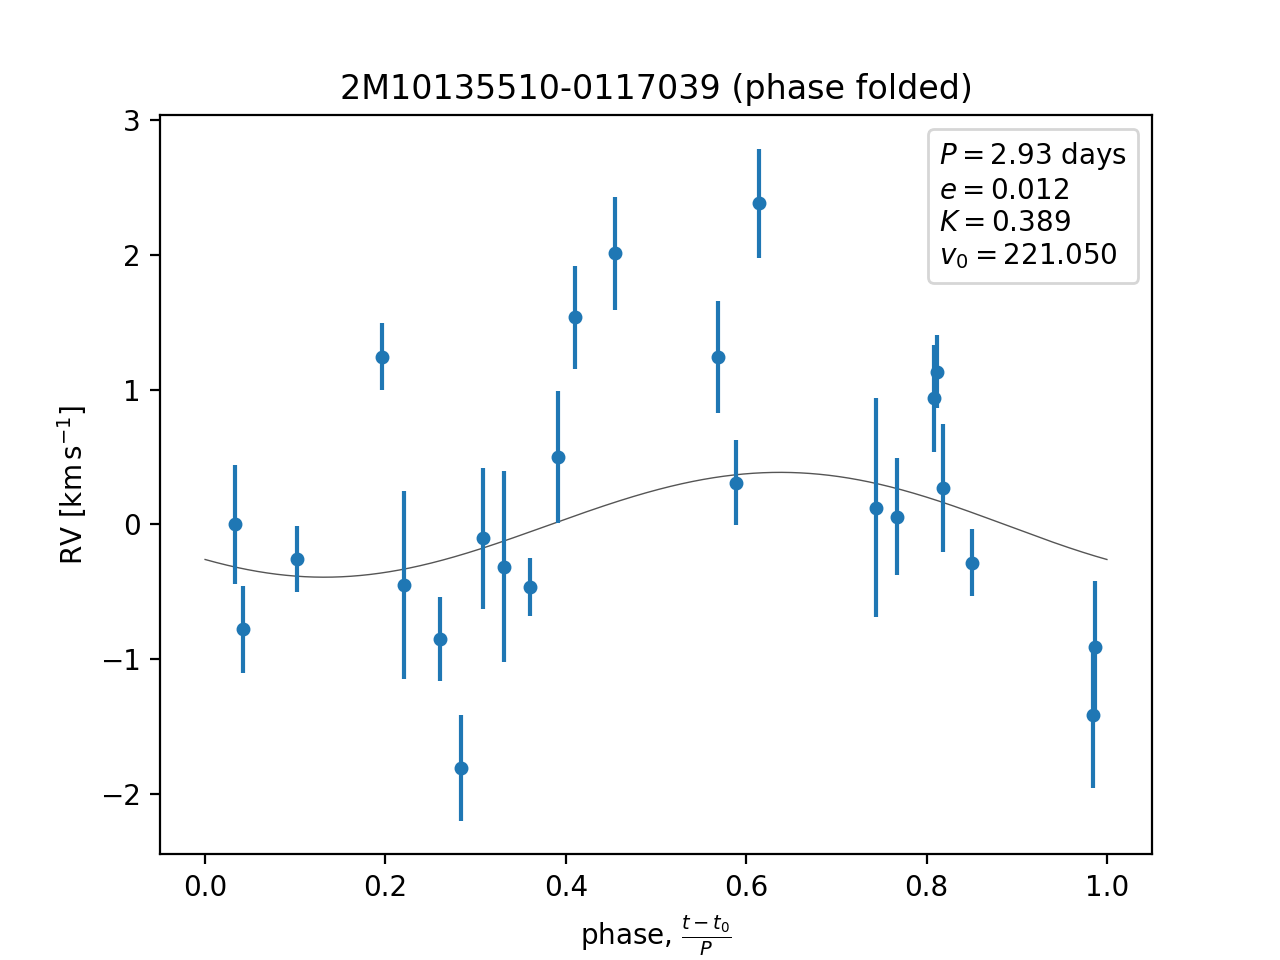 2M10135510-0117039 (phase folded)
P = 2.93 days
e = 0.012
K = 0.389
v₀ = 221.050
3
2
1
0
−1
−2
RV [km s⁻¹]
0.0 0.2 0.4 0.6 0.8 1.0
phase, (t − t₀)/P